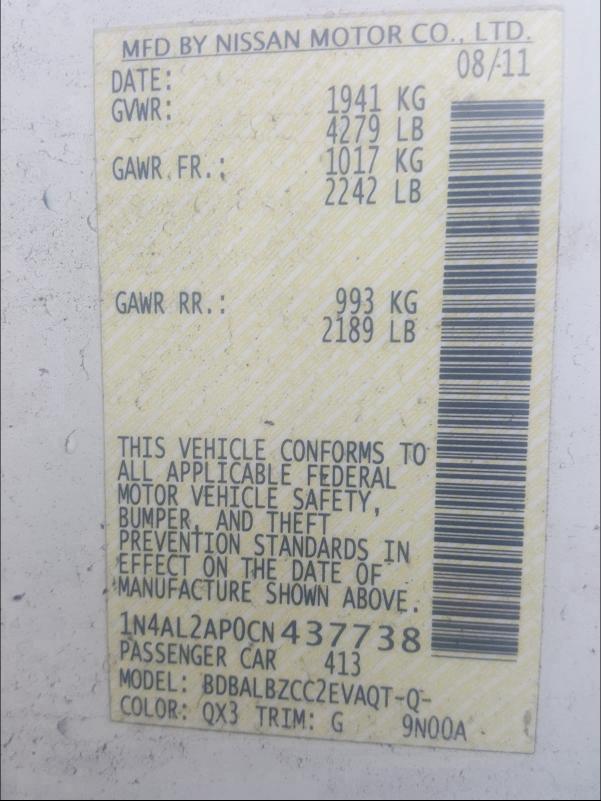 MFD BY NISSAN MOTOR CO., LTD.
DATE: 08/11
GVWR: 1941 KG
4279 LB
GAWR FR.: 1017 KG
2242 LB
GAWR RR.: 993 KG
2189 LB
THIS VEHICLE CONFORMS TO
ALL APPLICABLE FEDERAL
MOTOR VEHICLE SAFETY,
BUMPER, AND THEFT
PREVENTION STANDARDS IN
EFFECT ON THE DATE OF
MANUFACTURE SHOWN ABOVE.
1N4AL2AP0CN437738
PASSENGER CAR 413
MODEL: BDBALBZCC2EVAQT-Q-
COLOR: QX3 TRIM: G 9N00A